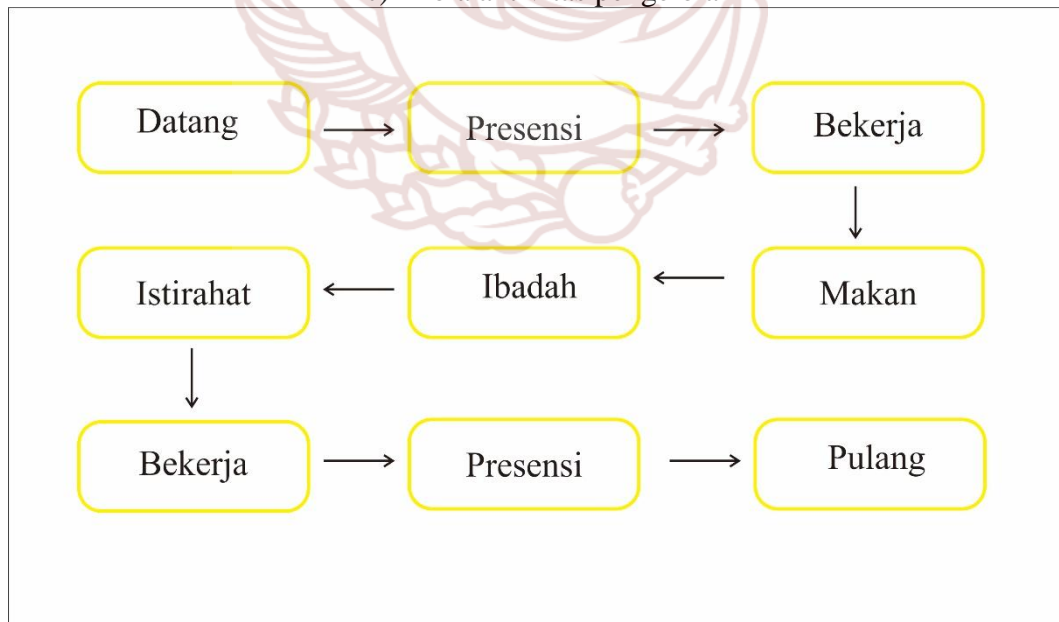 Datang
Presensi
Bekerja
Makan
Ibadah
Istirahat
Bekerja
Presensi
Pulang